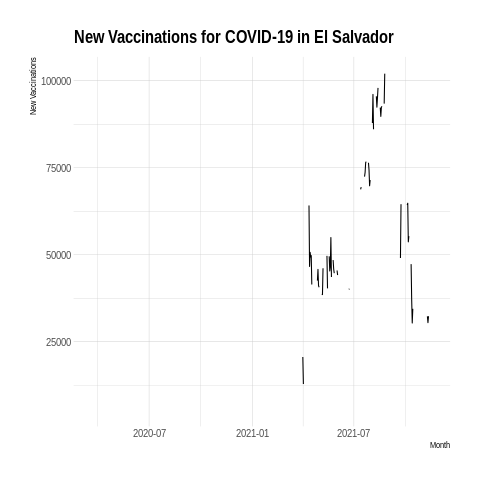 New Vaccinations for COVID-19 in El Salvador
New Vaccinations
100000
75000
50000
25000
2020-07
2021-01
2021-07
Month